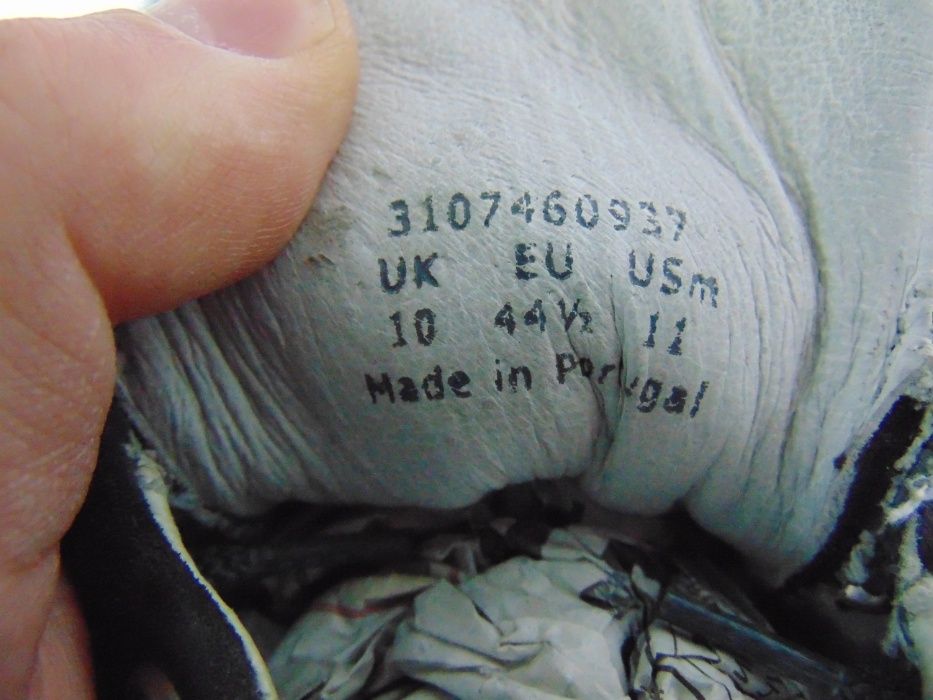 3107460937
UK EU USm
10 44½ 11
Made in Portugal